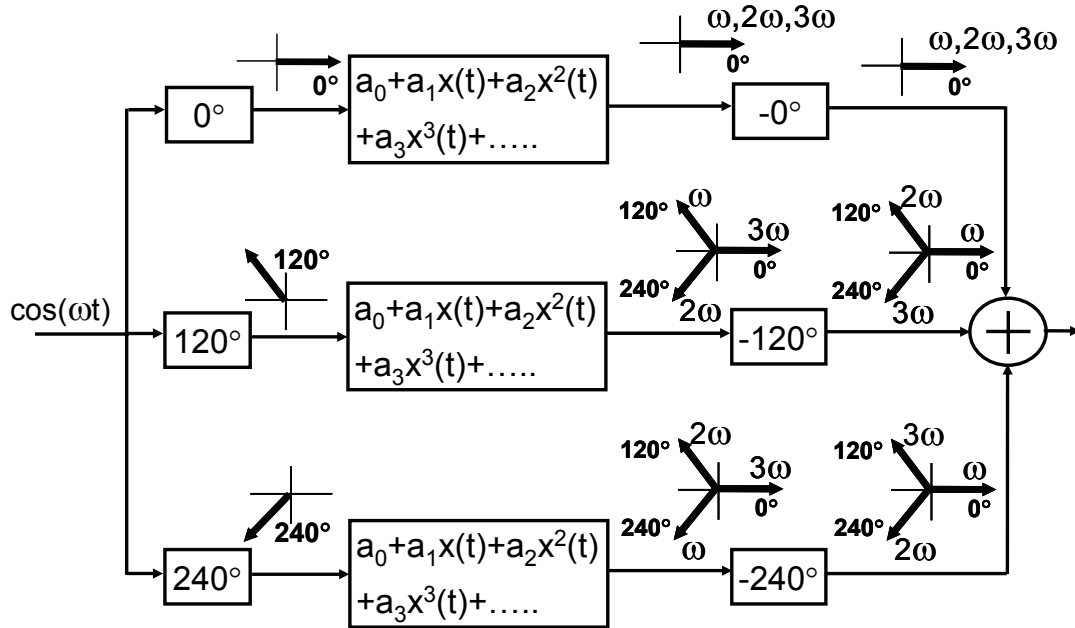 ω,2ω,3ω
ω,2ω,3ω
0°
0°
0°
0°
a₀+a₁x(t)+a₂x²(t)
+a₃x³(t)+.....
-0°
120°
ω
3ω
0°
240°
2ω
120°
2ω
ω
0°
240°
3ω
120°
cos(ωt)
120°
a₀+a₁x(t)+a₂x²(t)
+a₃x³(t)+.....
-120°
+
120°
2ω
3ω
0°
240°
ω
120°
3ω
ω
0°
240°
2ω
240°
240°
a₀+a₁x(t)+a₂x²(t)
+a₃x³(t)+.....
-240°